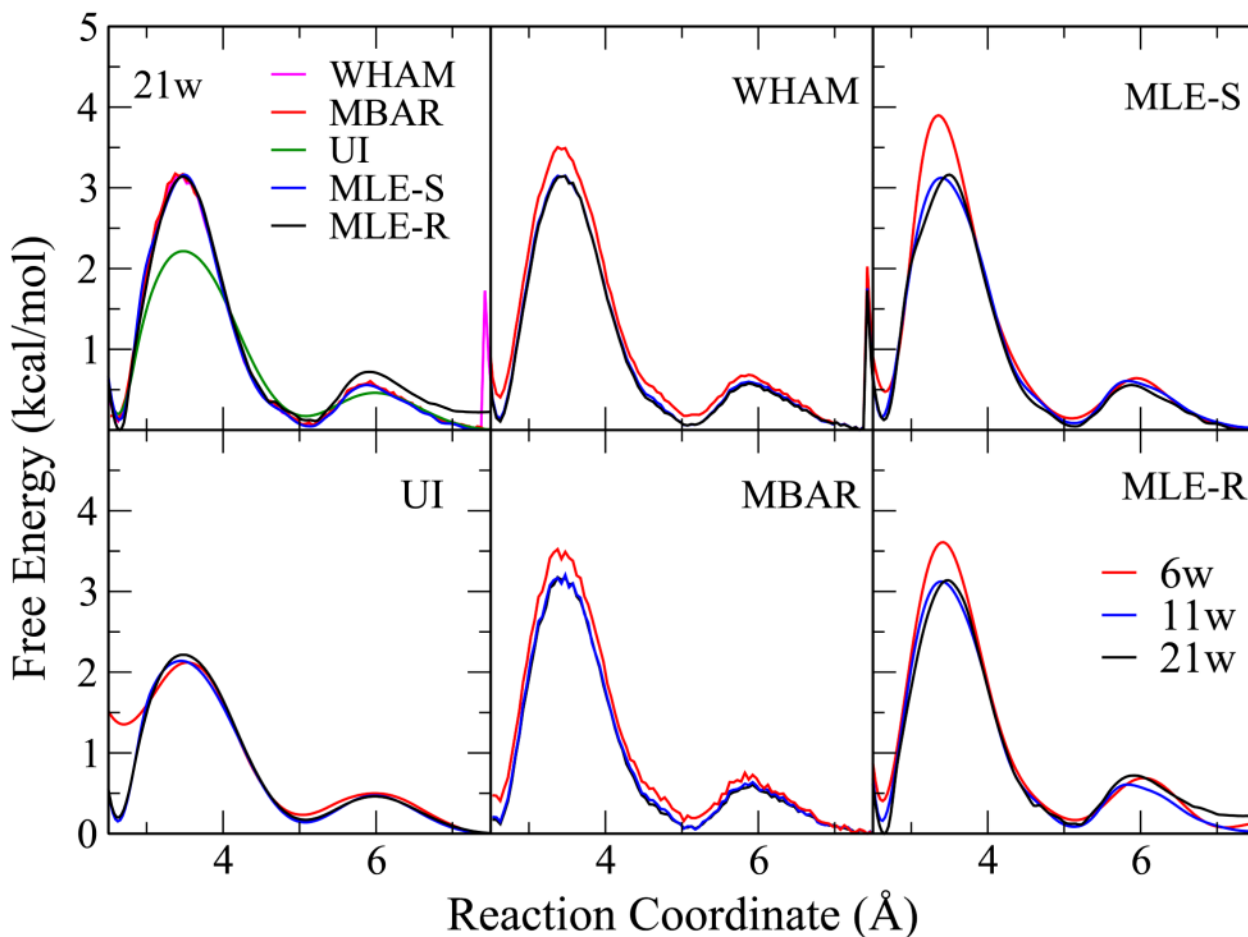 5
4
3
2
1
0
21w
WHAM
MBAR
UI
MLE-S
MLE-R
WHAM
MLE-S
Free Energy (kcal/mol)
4
3
2
1
0
UI
MBAR
MLE-R
6w
11w
21w
4 6 4 6 4 6
Reaction Coordinate (Å)